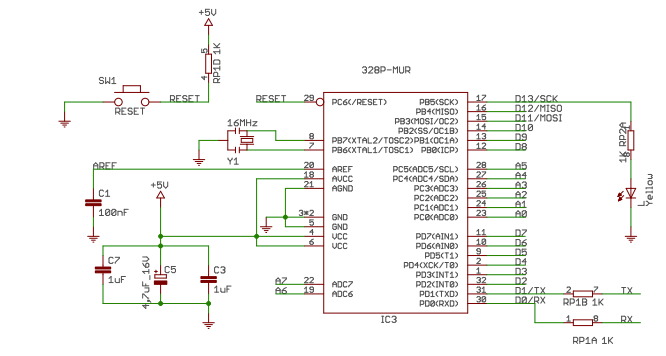 +5V
5
RP1D 1K
4
SW1
RESET
RESET
328P-MUR
RESET
29
PC6(/RESET)
PB5(SCK)
17
D13/SCK
PB4(MISO)
16
D12/MISO
PB3(MOSI/OC2)
15
D11/MOSI
PB2(SS/OC1B)
14
D10
16MHz
Y1
8
PB7(XTAL2/TOSC2)
PB1(OC1A)
13
D9
7
PB6(XTAL1/TOSC1)
PB0(ICP)
12
D8
1K RP2A
8
Yellow
L
AREF
20
AREF
PC5(ADC5/SCL)
28
A5
18
AVCC
PC4(ADC4/SDA)
27
A4
21
AGND
PC3(ADC3)
26
A3
PC2(ADC2)
25
A2
PC1(ADC1)
24
A1
3*2
GND
PC0(ADC0)
23
A0
5
GND
4
VCC
PD7(AIN1)
11
D7
6
VCC
PD6(AIN0)
10
D6
PD5(T1)
9
D5
PD4(XCK/T0)
2
D4
PD3(INT1)
1
D3
A7
22
ADC7
PD2(INT0)
32
D2
A6
19
ADC6
PD1(TXD)
31
D1/TX
PD0(RXD)
30
D0/RX
IC3
+5V
C1
100nF
C7
1uF
4,7uF_16V
C5
C3
1uF
2
7
TX
RP1B 1K
1
8
RX
RP1A 1K